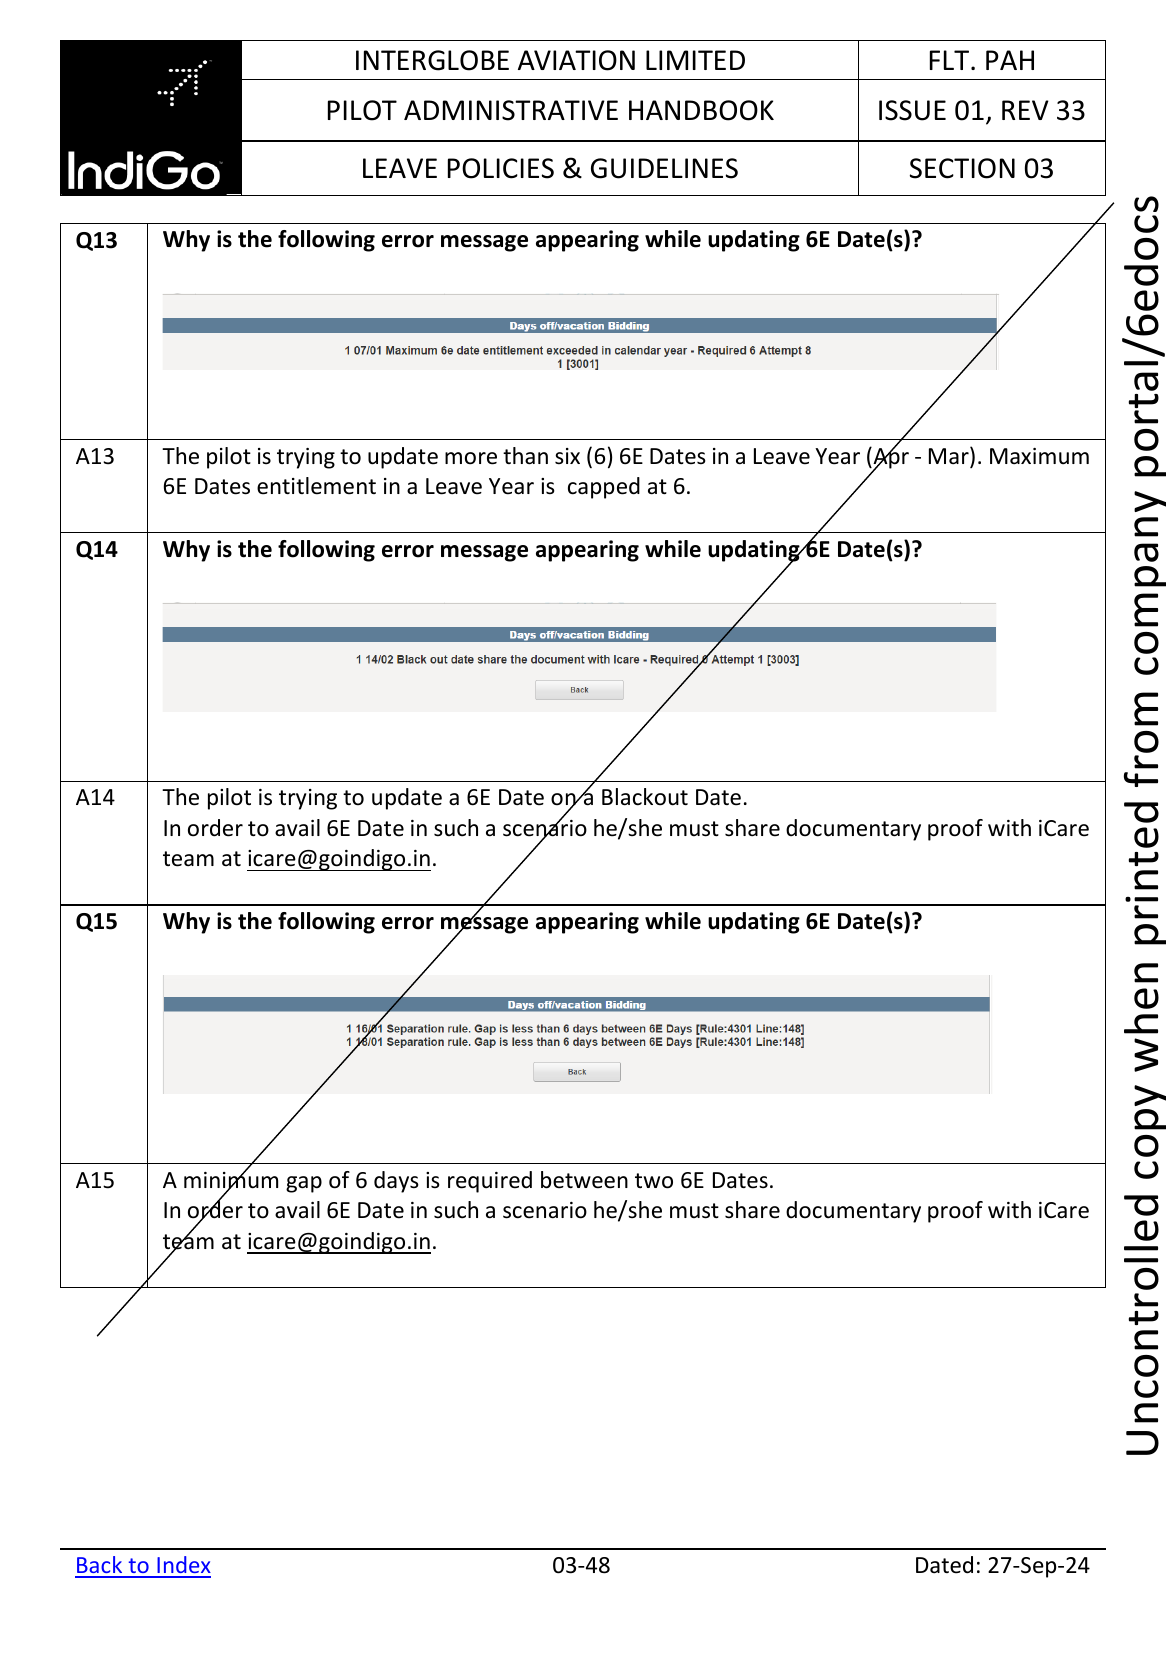 INTERGLOBE AVIATION LIMITED
FLT. PAH
PILOT ADMINISTRATIVE HANDBOOK
ISSUE 01, REV 33
IndiGo
LEAVE POLICIES & GUIDELINES
SECTION 03
Q13 Why is the following error message appearing while updating 6E Date(s)?
Days off/vacation Bidding
1 07/01 Maximum 6e date entitlement exceeded in calendar year - Required 6 Attempt 8
1 [3001]
A13 The pilot is trying to update more than six (6) 6E Dates in a Leave Year (Apr - Mar). Maximum
6E Dates entitlement in a Leave Year is capped at 6.
Q14 Why is the following error message appearing while updating 6E Date(s)?
Days off/vacation Bidding
1 14/02 Black out date share the document with Icare - Required 0 Attempt 1 [3003]
Back
A14 The pilot is trying to update a 6E Date on a Blackout Date.
In order to avail 6E Date in such a scenario he/she must share documentary proof with iCare
team at icare@goindigo.in.
Q15 Why is the following error message appearing while updating 6E Date(s)?
Days off/vacation Bidding
1 16/01 Separation rule. Gap is less than 6 days between 6E Days [Rule:4301 Line:148]
1 18/01 Separation rule. Gap is less than 6 days between 6E Days [Rule:4301 Line:148]
Back
A15 A minimum gap of 6 days is required between two 6E Dates.
In order to avail 6E Date in such a scenario he/she must share documentary proof with iCare
team at icare@goindigo.in.
Uncontrolled copy when printed from company portal/6edocs
Back to Index
03-48
Dated: 27-Sep-24